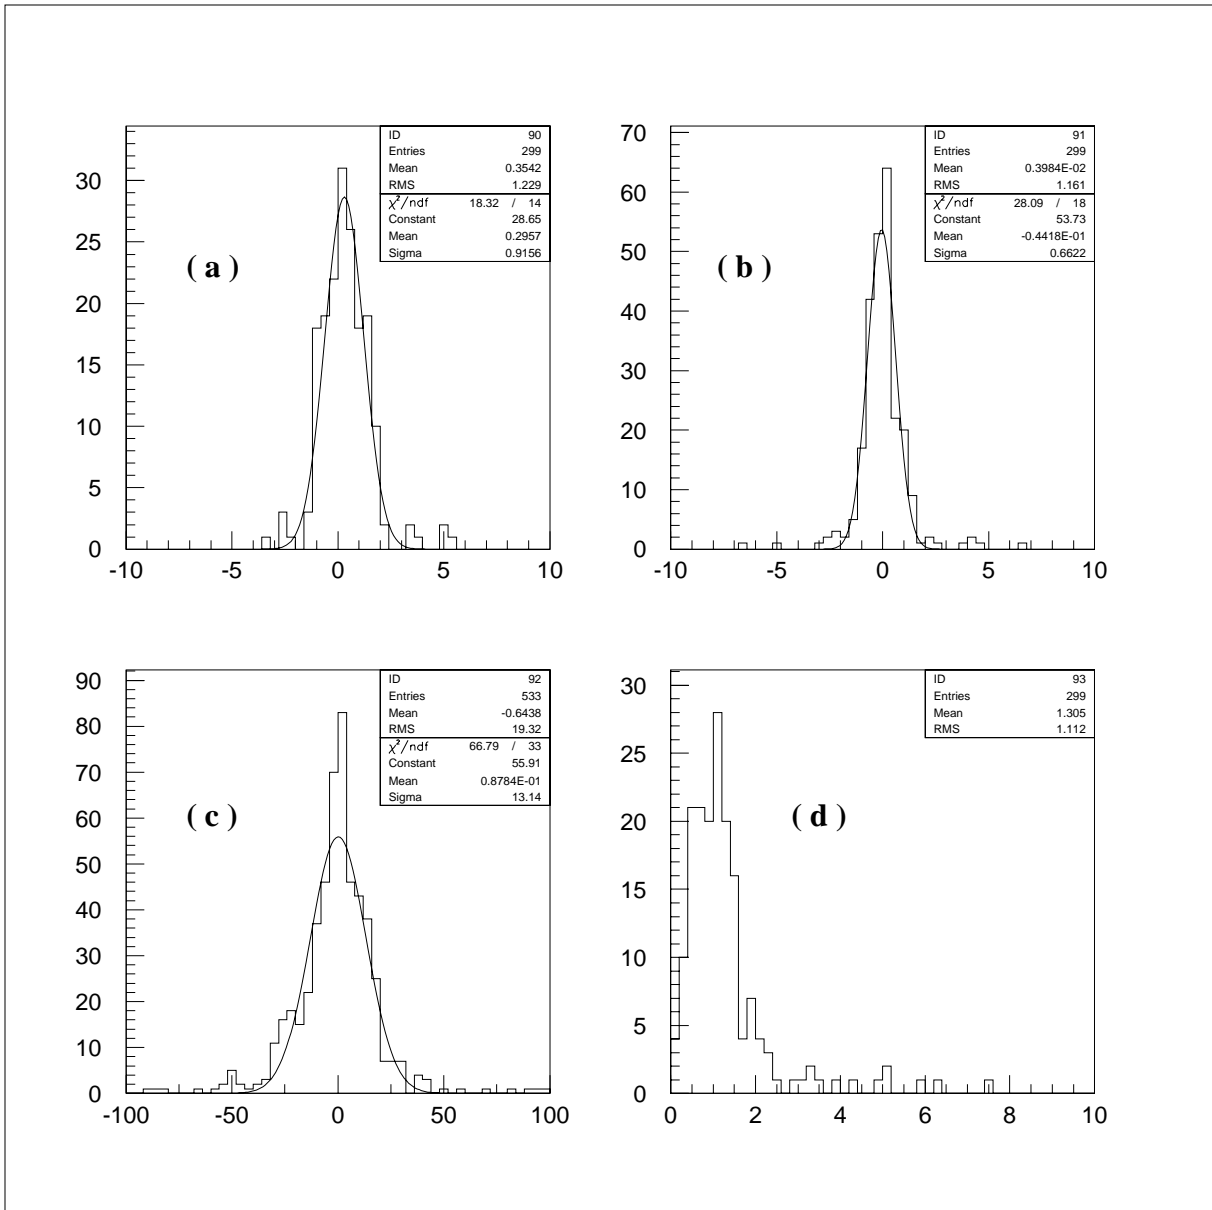 ID 90
Entries 299
Mean 0.3542
RMS 1.229
χ²/ndf 18.32 / 14
Constant 28.65
Mean 0.2957
Sigma 0.9156
( a )
30
25
20
15
10
5
0
-10 -5 0 5 10
ID 91
Entries 299
Mean 0.3984E-02
RMS 1.161
χ²/ndf 28.09 / 18
Constant 53.73
Mean -0.4418E-01
Sigma 0.6622
( b )
70
60
50
40
30
20
10
0
-10 -5 0 5 10
ID 92
Entries 533
Mean -0.6438
RMS 19.32
χ²/ndf 66.79 / 33
Constant 55.91
Mean 0.8784E-01
Sigma 13.14
( c )
90
80
70
60
50
40
30
20
10
0
-100 -50 0 50 100
ID 93
Entries 299
Mean 1.305
RMS 1.112
( d )
30
25
20
15
10
5
0
0 2 4 6 8 10